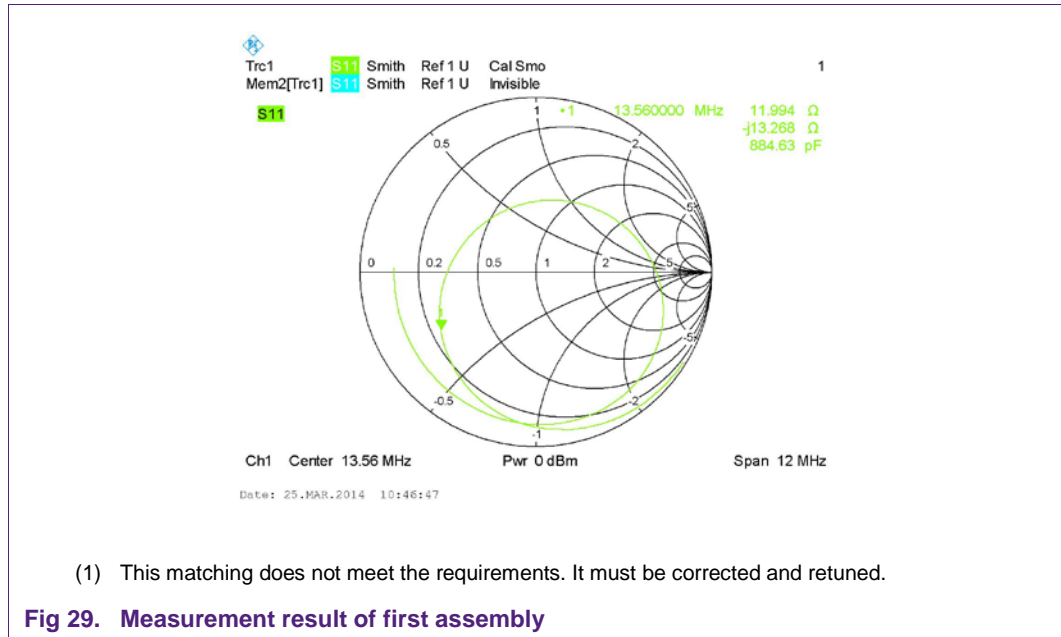 Trc1 S11 Smith Ref 1 U Cal Smo 1
Mem2[Trc1] S11 Smith Ref 1 U Invisible
S11
•1 13.560000 MHz 11.994 Ω
-j13.268 Ω
884.63 pF
1
0.5 2
5
0 0.2 0.5 1 2 5
-5
-0.5 -2
-1
Ch1 Center 13.56 MHz Pwr 0 dBm Span 12 MHz
Date: 25.MAR.2014 10:46:47
(1) This matching does not meet the requirements. It must be corrected and retuned.
Fig 29. Measurement result of first assembly